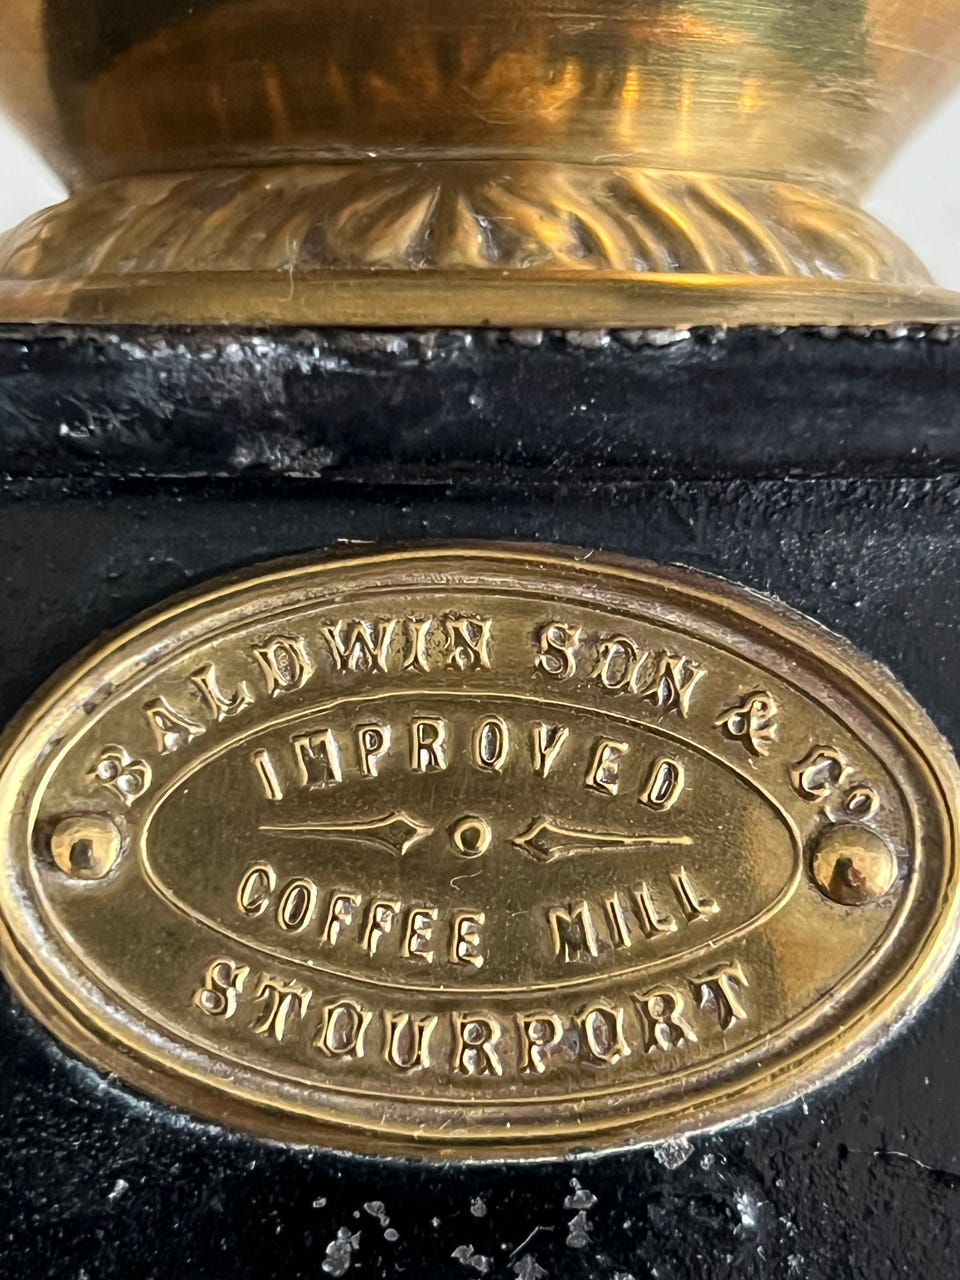 BALDWIN SON & Cº
IMPROVED
COFFEE MILL
STOURPORT